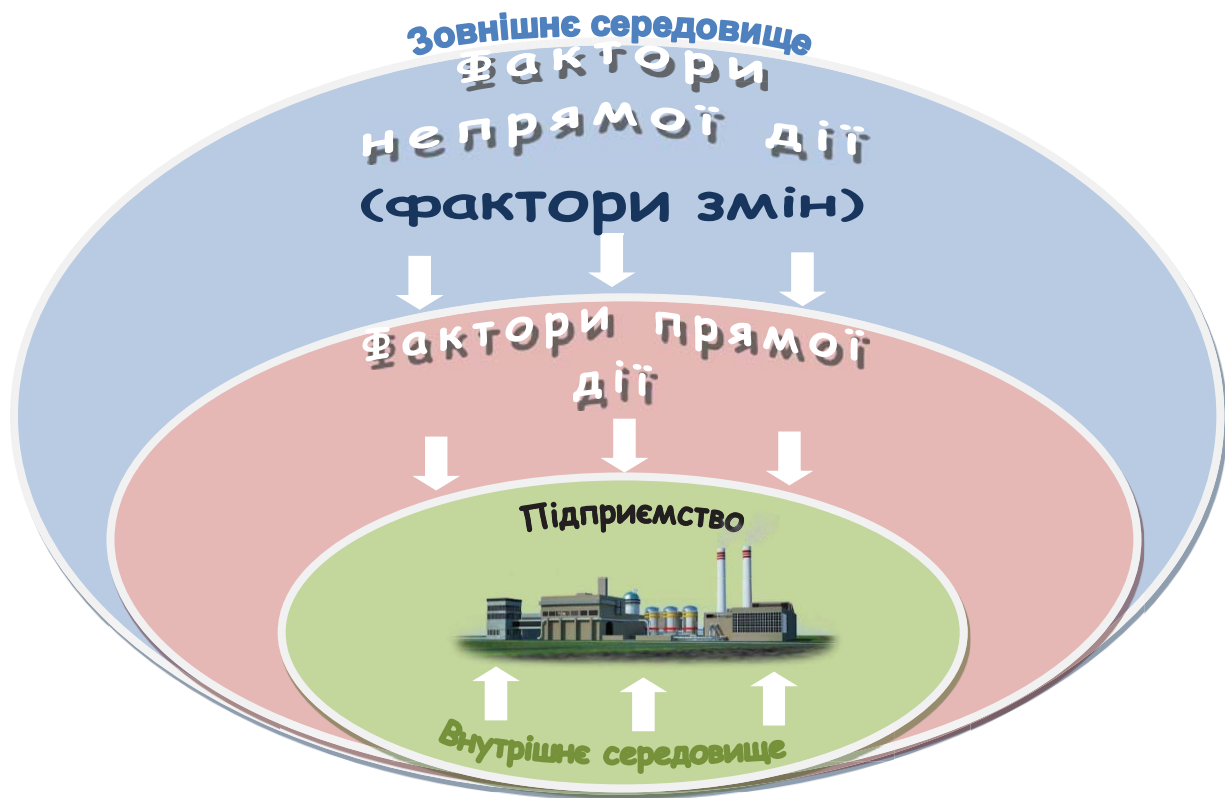 Зовнішнє середовище
Фактори
непрямої дії
(фактори змін)
Фактори прямої
дії
Підприємство
Внутрішнє середовище